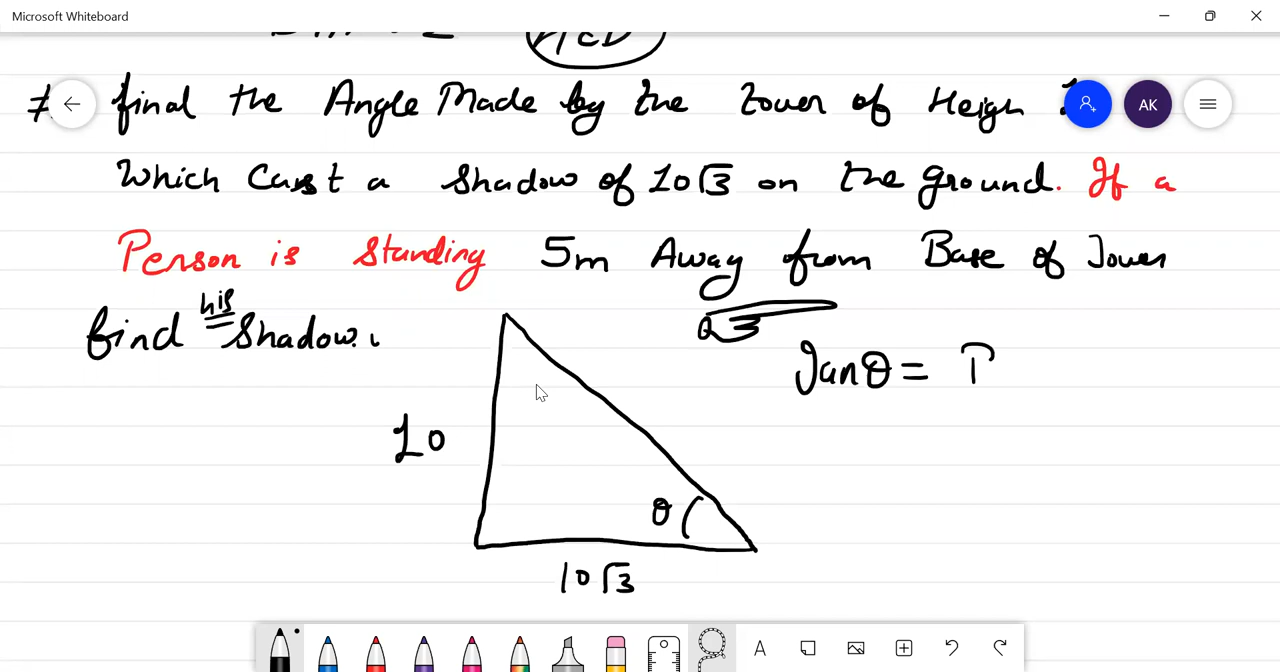 Microsoft Whiteboard
find the Angle Made by the tower of Heigh
AK
Which Cast a Shadow of 10√3 on the ground. If a
Person is Standing 5m Away from Base of Tower
find his Shadow.
Tanθ = P
10
θ
10√3
A